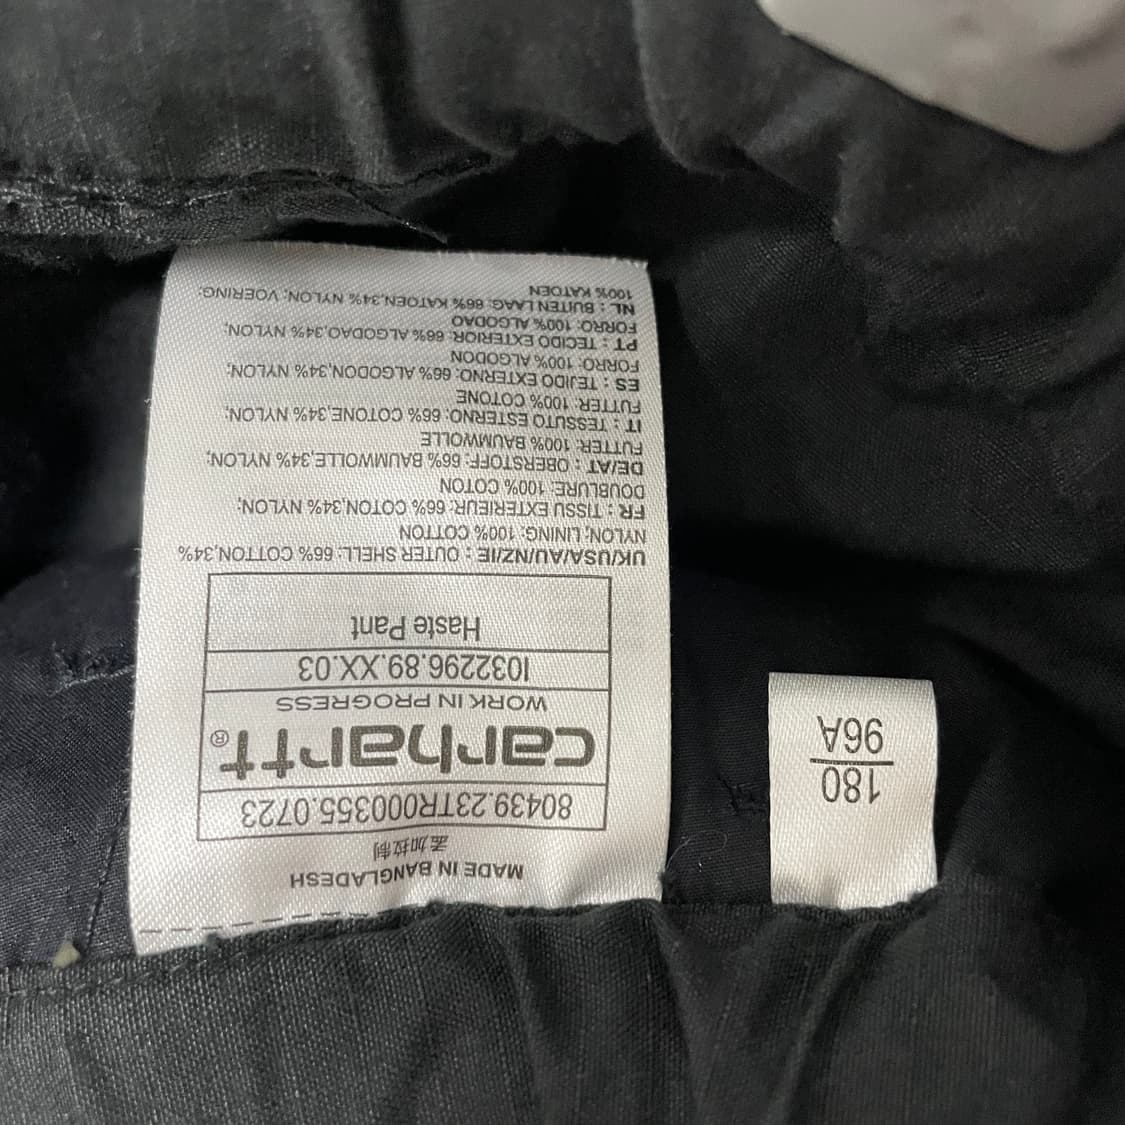 MADE IN BANGLADESH
孟加拉制
80439.23TR000355.0723
carhartt®
WORK IN PROGRESS
I032296.89.XX.03
Haste Pant
UK/USA/AU/NZ/IE : OUTER SHELL: 66% COTTON,34%
NYLON; LINING: 100% COTTON
FR : TISSU EXTÉRIEUR: 66% COTON,34% NYLON;
DOUBLURE: 100% COTON
DE/AT : OBERSTOFF: 66% BAUMWOLLE,34% NYLON;
FUTTER: 100% BAUMWOLLE
IT : TESSUTO ESTERNO: 66% COTONE,34% NYLON;
FUTTER: 100% COTONE
ES : TEJIDO EXTERNO: 66% ALGODON,34% NYLON;
FORRO: 100% ALGODON
PT : TECIDO EXTERIOR: 66% ALGODAO,34% NYLON;
FORRO: 100% ALGODAO
NL : BUITEN LAAG: 66% KATOEN,34% NYLON; VOERING:
100% KATOEN
180
96A